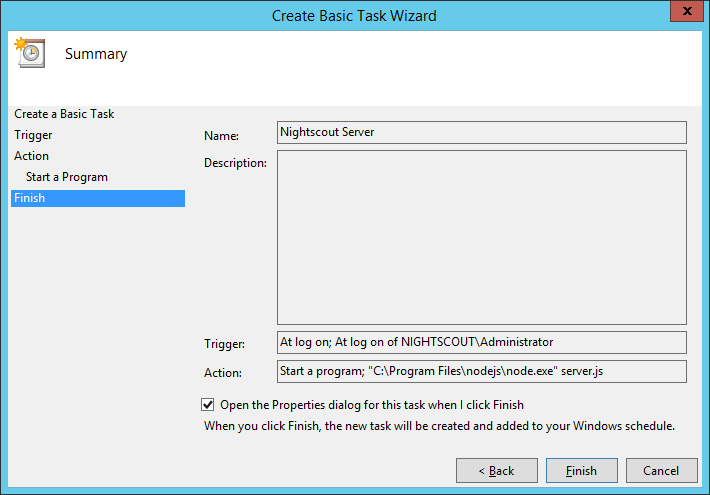 Create Basic Task Wizard
x
Summary
Create a Basic Task
Trigger
Action
Start a Program
Finish
Name:
Nightscout Server
Description:
Trigger:
At log on; At log on of NIGHTSCOUT\Administrator
Action:
Start a program; "C:\Program Files\nodejs\node.exe" server.js
Open the Properties dialog for this task when I click Finish
When you click Finish, the new task will be created and added to your Windows schedule.
< Back
Finish
Cancel